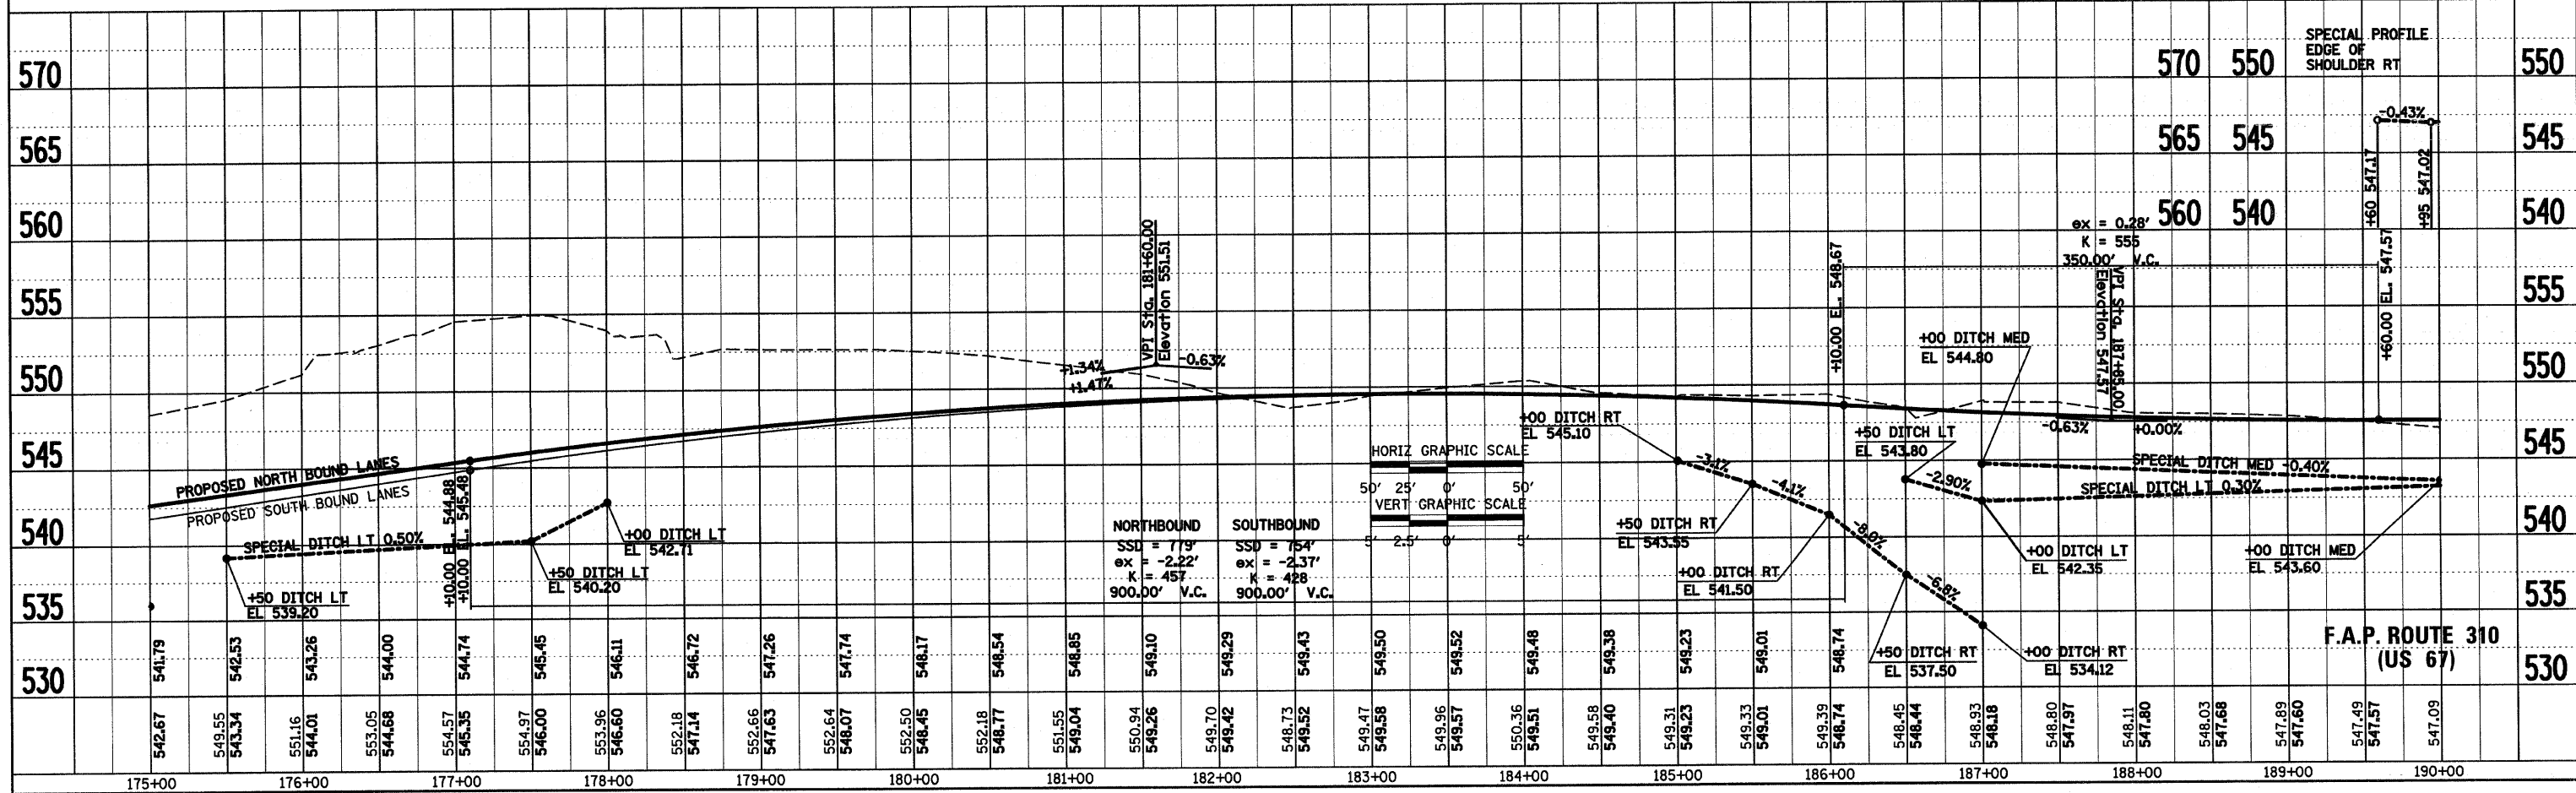 SPECIAL PROFILE
EDGE OF
SHOULDER RT
570
570 550
550
-0.43%
565
565 545
545
+60 547.17
+95 547.02
560
560 540
540
ex = 0.28'
K = 555
350.00' V.C.
VPI Sta. 187+85.00
Elevation 547.57
+60.00 EL. 547.57
VPI Sta. 181+60.00
Elevation 551.51
+10.00 E". 548.67
555
555
+00 DITCH MED
EL 544.80
+1.34%
-0.63%
+1.47%
550
550
+00 DITCH RT
EL 545.10
-0.63%
+0.00%
+50 DITCH LT
EL 543.80
545
545
HORIZ GRAPHIC SCALE
50' 25' 0' 50'
VERT GRAPHIC SCALE
5' 2.5' 0' 5'
PROPOSED NORTH BOUND LANES
PROPOSED SOUTH BOUND LANES
+10.00 EL. 544.88
+10.00 EL. 545.48
-3.1%
-4.1%
-8.0%
-6.8%
-2.90%
SPECIAL DITCH MED -0.40%
SPECIAL DITCH LT 0.30%
540
540
SPECIAL DITCH LT 0.50%
+00 DITCH LT
EL 542.71
+50 DITCH LT
EL 540.20
+50 DITCH LT
EL 539.20
NORTHBOUND
SSD = 779'
ex = -2.22'
K = 457
900.00' V.C.
SOUTHBOUND
SSD = 754'
ex = -2.37'
K = 428
900.00' V.C.
+50 DITCH RT
EL 543.55
+00 DITCH RT
EL 541.50
+00 DITCH LT
EL 542.35
+00 DITCH MED
EL 543.60
535
535
+50 DITCH RT
EL 537.50
+00 DITCH RT
EL 534.12
F.A.P. ROUTE 310
(US 67)
530
530
541.79 542.53 543.26 544.00 544.74 545.45 546.11 546.72 547.26 547.74 548.17 548.54 548.85 549.10 549.29 549.43 549.50 549.52 549.48 549.38 549.23 549.01 548.74
549.55 551.16 553.05 554.57 554.97 553.96 552.18 552.66 552.64 552.50 552.18 551.55 550.94 549.70 548.73 549.47 549.96 550.36 549.58 549.31 549.33 549.39 548.45 548.93 548.80 548.11 548.03 547.89 547.49 547.09
542.67 543.34 544.01 544.68 545.35 546.00 546.60 547.14 547.63 548.07 548.45 548.77 549.04 549.26 549.42 549.52 549.58 549.57 549.51 549.40 549.23 549.01 548.74 548.44 548.18 547.97 547.80 547.68 547.60 547.57
175+00 176+00 177+00 178+00 179+00 180+00 181+00 182+00 183+00 184+00 185+00 186+00 187+00 188+00 189+00 190+00